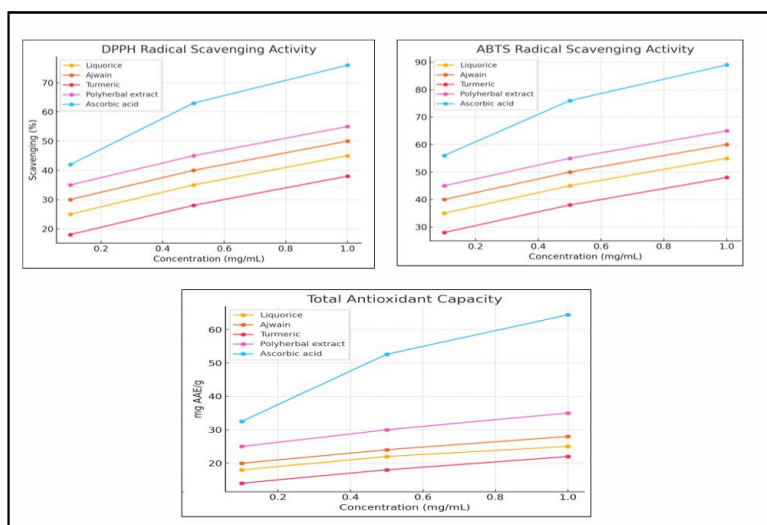 DPPH Radical Scavenging Activity
Liquorice
Ajwain
Turmeric
Polyherbal extract
Ascorbic acid
70
60
50
40
30
20
Scavenging (%)
0.2
0.4
0.6
0.8
1.0
Concentration (mg/mL)
ABTS Radical Scavenging Activity
Liquorice
Ajwain
Turmeric
Polyherbal extract
Ascorbic acid
90
80
70
60
50
40
30
0.2
0.4
0.6
0.8
1.0
Concentration (mg/mL)
Total Antioxidant Capacity
Liquorice
Ajwain
Turmeric
Polyherbal extract
Ascorbic acid
60
50
40
30
20
mg AAE/g
0.2
0.4
0.6
0.8
1.0
Concentration (mg/mL)